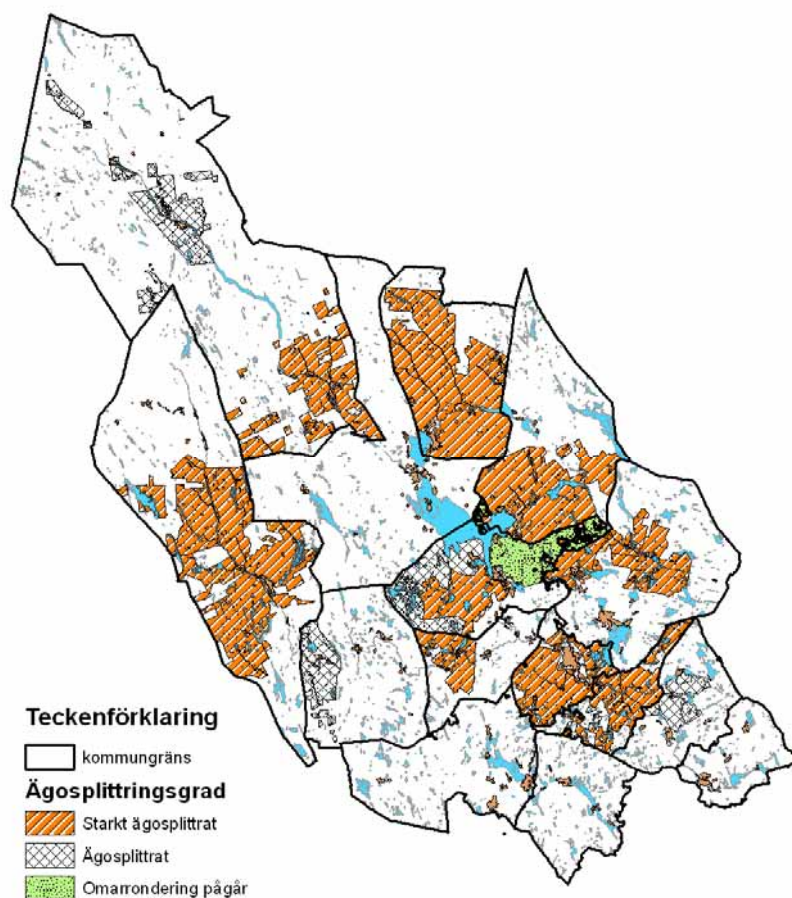 Teckenförklaring
kommungräns
Ägosplittringsgrad
Starkt ägosplittrat
Ägosplittrat
Omarrondering pågår